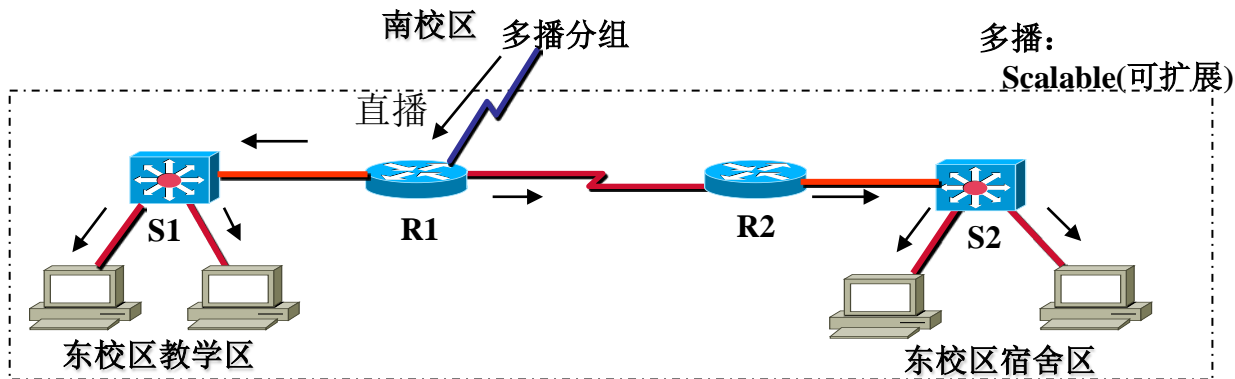 南校区
多播分组
多播：
Scalable(可扩展)
直播
S1
R1
R2
S2
东校区教学区
东校区宿舍区